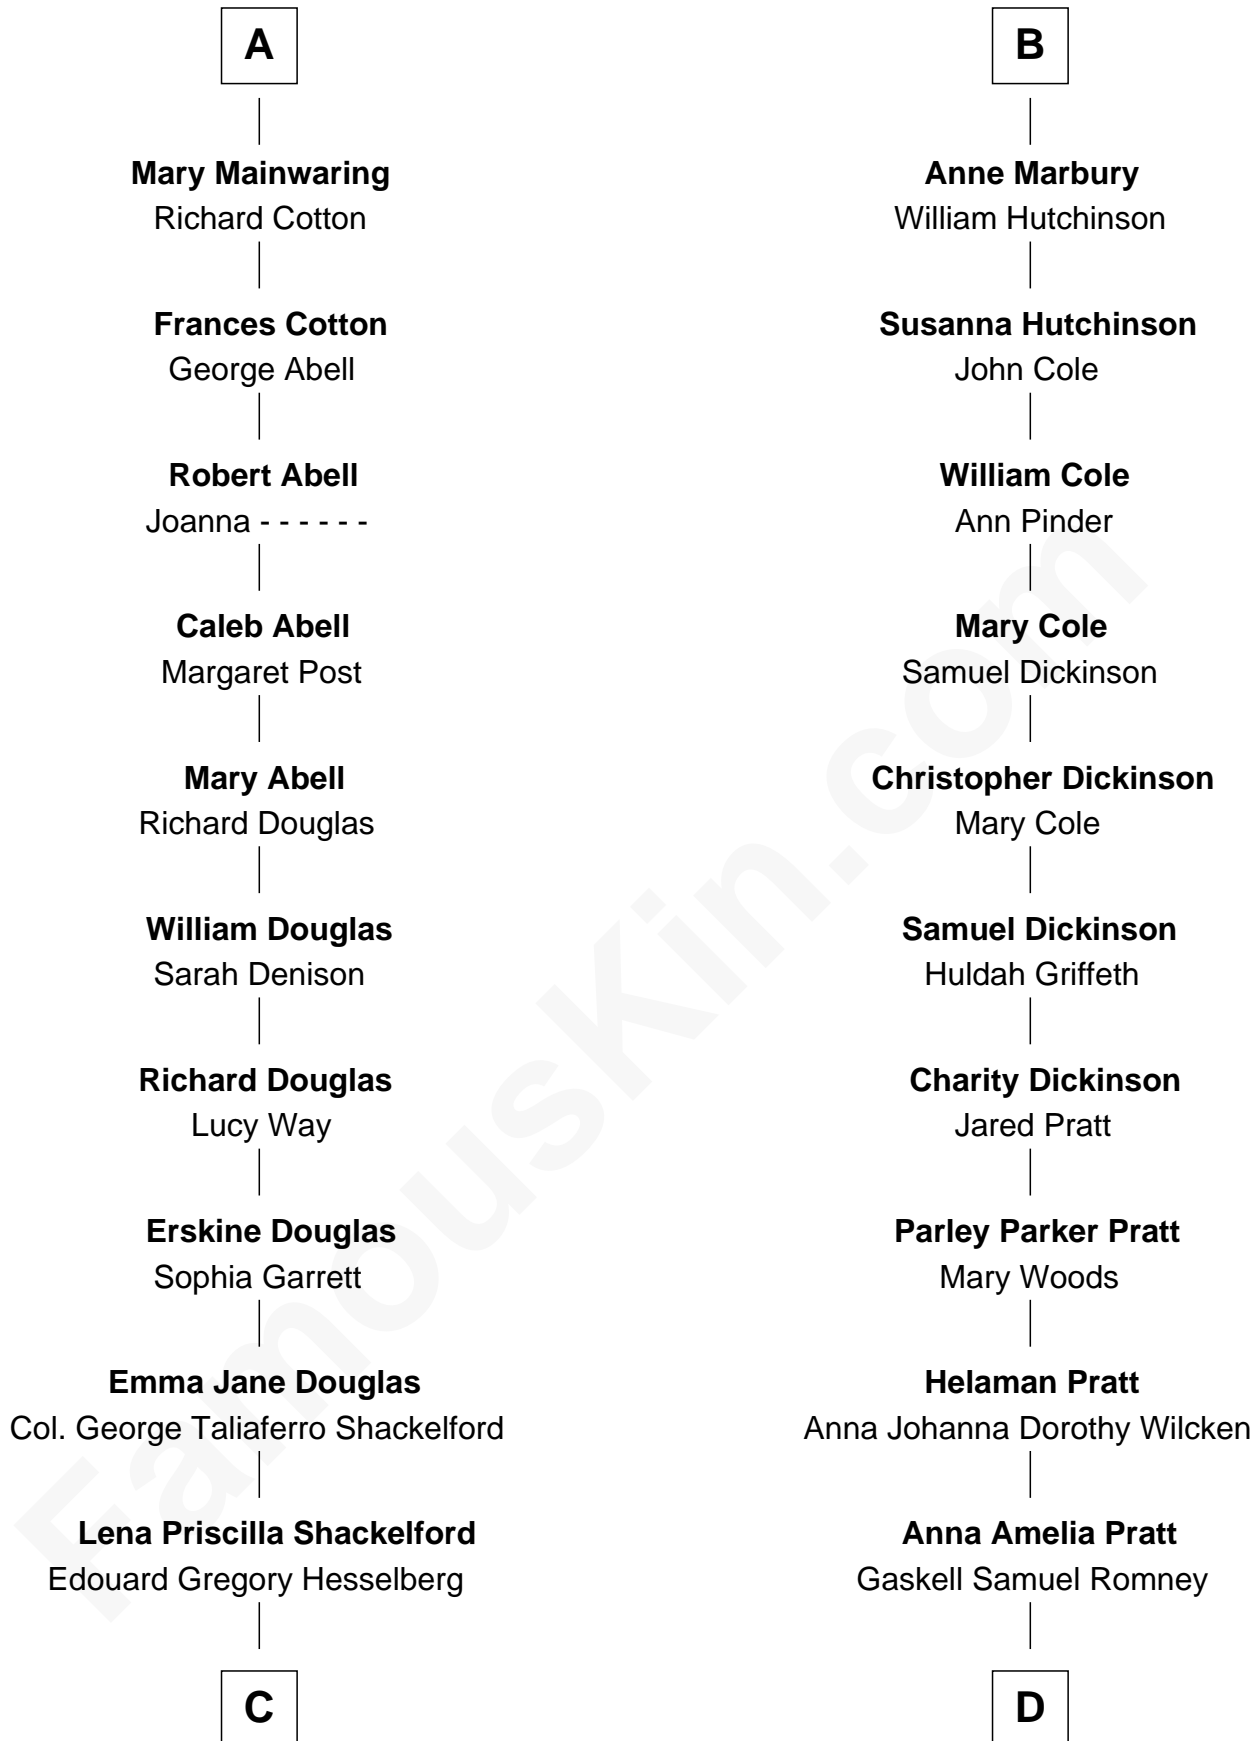 A
Mary Mainwaring
Richard Cotton
Frances Cotton
George Abell
Robert Abell
Joanna - - - - - -
Caleb Abell
Margaret Post
Mary Abell
Richard Douglas
William Douglas
Sarah Denison
Richard Douglas
Lucy Way
Erskine Douglas
Sophia Garrett
Emma Jane Douglas
Col. George Taliaferro Shackelford
Lena Priscilla Shackelford
Edouard Gregory Hesselberg
C
B
Anne Marbury
William Hutchinson
Susanna Hutchinson
John Cole
William Cole
Ann Pinder
Mary Cole
Samuel Dickinson
Christopher Dickinson
Mary Cole
Samuel Dickinson
Huldah Griffeth
Charity Dickinson
Jared Pratt
Parley Parker Pratt
Mary Woods
Helaman Pratt
Anna Johanna Dorothy Wilcken
Anna Amelia Pratt
Gaskell Samuel Romney
D
FamousKin.com